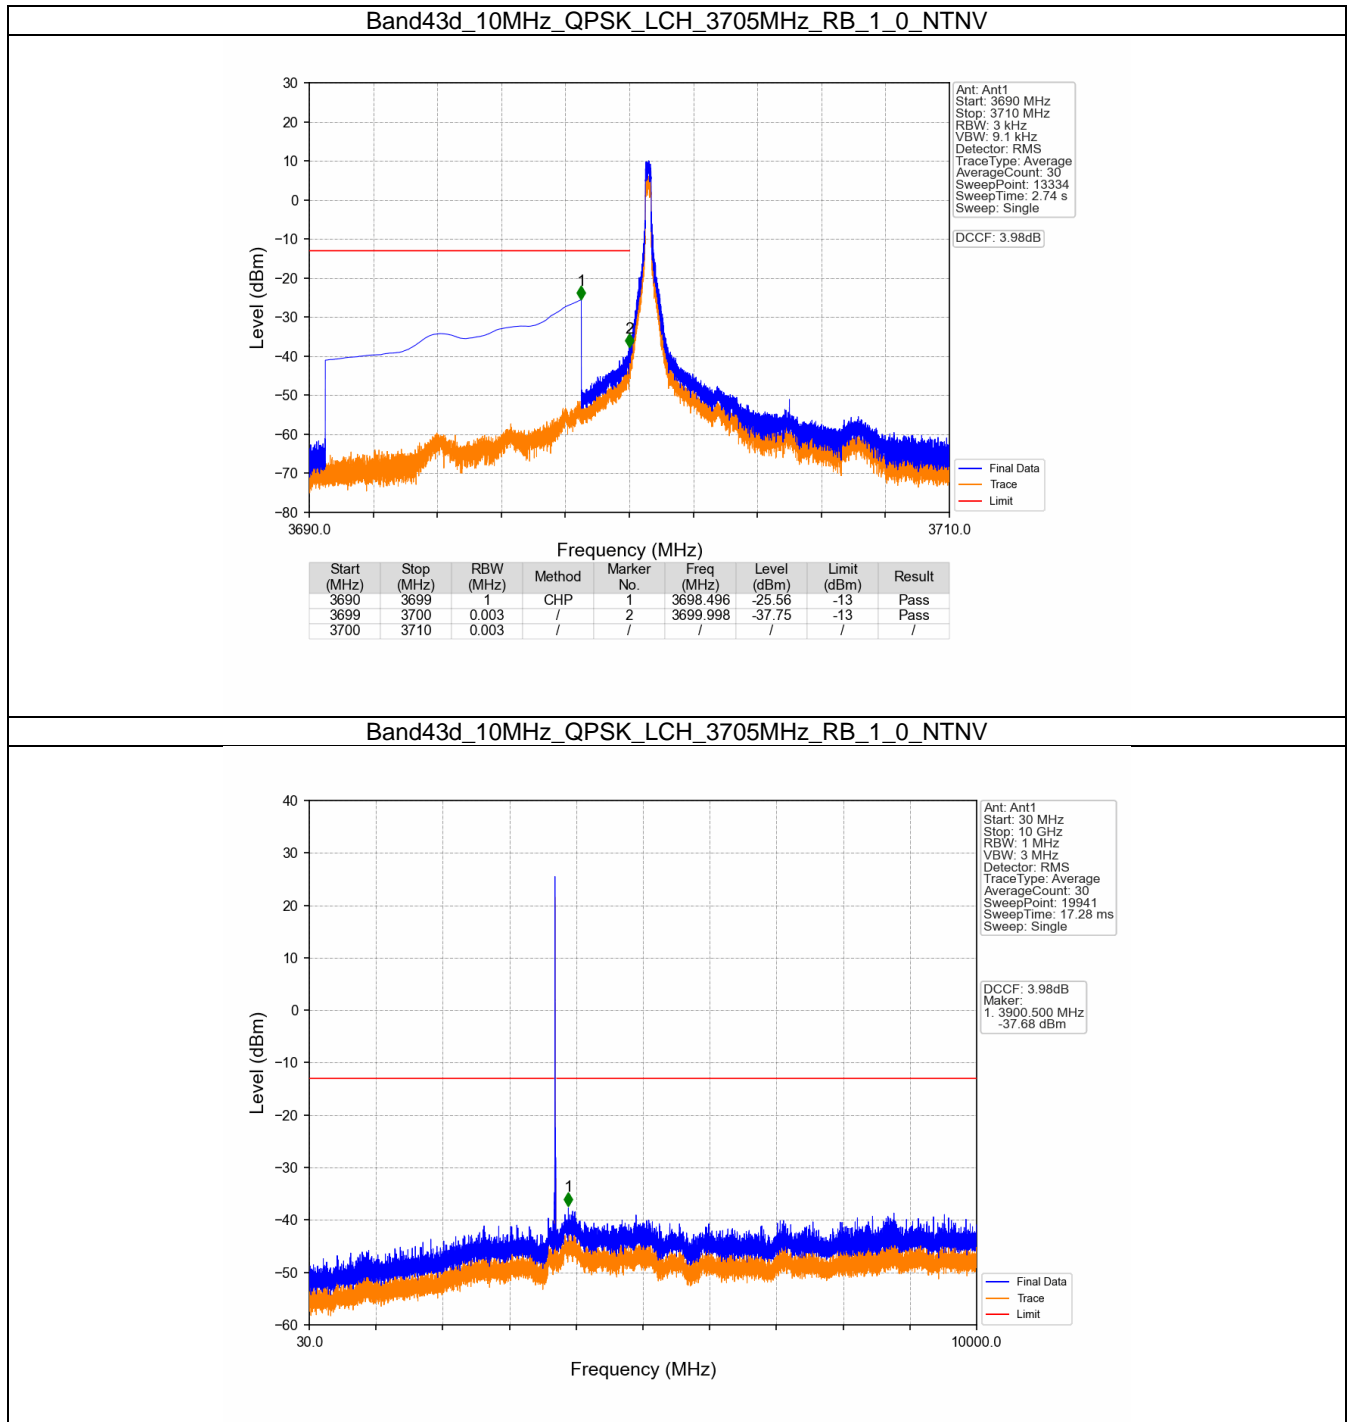 Band43d_10MHz_QPSK_LCH_3705MHz_RB_1_0_NTNV
30
20
10
0
−10
−20
−30
−40
−50
−60
−70
−80
Level (dBm)
1
2
3690.0
3710.0
Frequency (MHz)
Ant: Ant1
Start: 3690 MHz
Stop: 3710 MHz
RBW: 3 kHz
VBW: 9.1 kHz
Detector: RMS
TraceType: Average
AverageCount: 30
SweepPoint: 13334
SweepTime: 2.74 s
Sweep: Single
DCCF: 3.98dB
Final Data
Trace
Limit
Start (MHz) Stop (MHz) RBW (MHz) Method Marker No. Freq (MHz) Level (dBm) Limit (dBm) Result
3690 3699 1 CHP 1 3698.496 -25.56 -13 Pass
3699 3700 0.003 / 2 3699.998 -37.75 -13 Pass
3700 3710 0.003 / / / / / /
Band43d_10MHz_QPSK_LCH_3705MHz_RB_1_0_NTNV
40
30
20
10
0
−10
−20
−30
−40
−50
−60
Level (dBm)
1
30.0
10000.0
Frequency (MHz)
Ant: Ant1
Start: 30 MHz
Stop: 10 GHz
RBW: 1 MHz
VBW: 3 MHz
Detector: RMS
TraceType: Average
AverageCount: 30
SweepPoint: 19941
SweepTime: 17.28 ms
Sweep: Single
DCCF: 3.98dB
Maker:
1. 3900.500 MHz
-37.68 dBm
Final Data
Trace
Limit